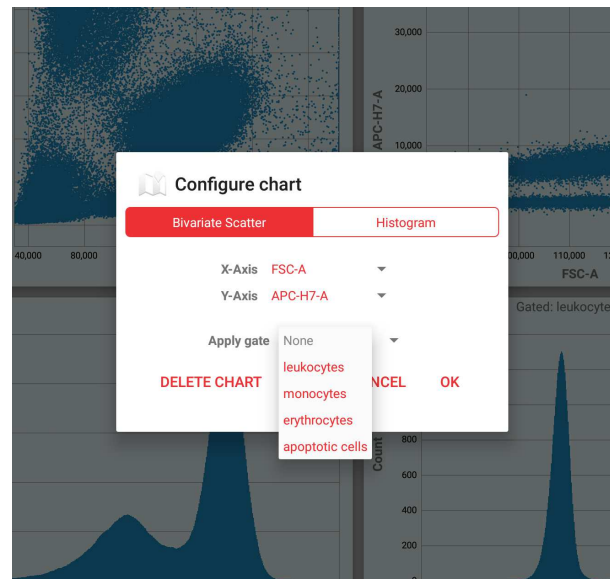 30,000
20,000
10,000
APC-H7-A
Configure chart
Bivariate Scatter
Histogram
40,000
80,000
110,000
FSC-A
X-Axis FSC-A
Y-Axis APC-H7-A
Gated: leukocyte
Apply gate None
leukocytes
monocytes
erythrocytes
apoptotic cells
DELETE CHART
NCEL
OK
Count
800
600
400
200